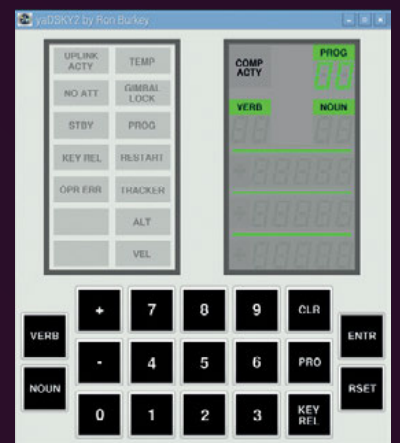 yaDSKY2 by Ron Burkey
UPLINK
ACTY
TEMP
NO ATT
GIMBAL
LOCK
STBY
PROG
KEY REL
RESTART
OPR ERR
TRACKER
ALT
VEL
COMP
ACTY
PROG
VERB
NOUN
+ 7 8 9 CLR
VERB
ENTR
- 4 5 6 PRO
NOUN
RSET
0 1 2 3 KEY
REL